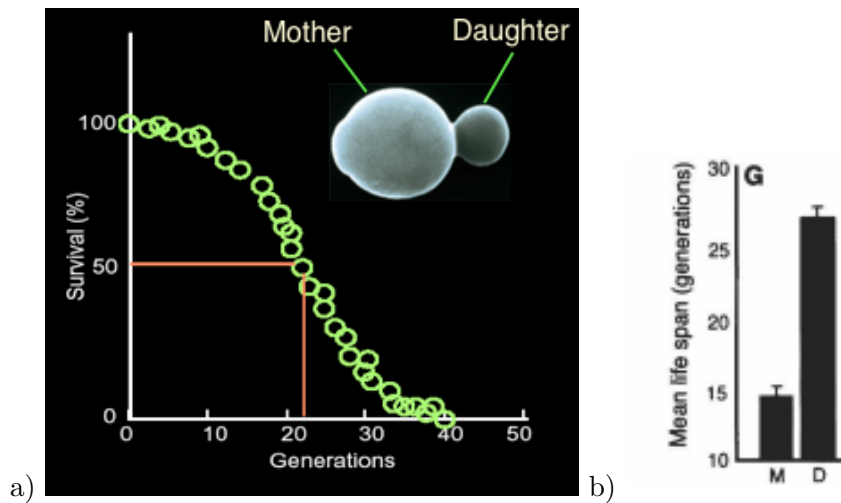 Mother
Daughter
100
50
0
Survival (%)
0 10 20 30 40 50
Generations
a)
G
30
25
20
15
10
Mean life span (generations)
M D
b)